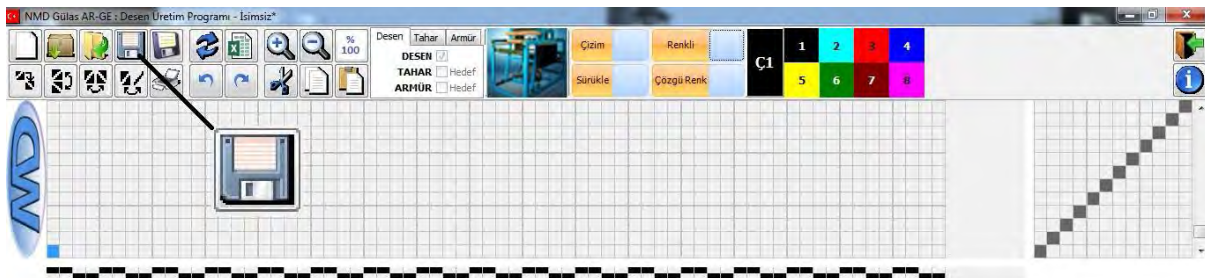 NMD Gülas AR-GE : Desen Üretim Programı - İsimsiz*
% 100
Desen Tahar Armür
DESEN
TAHAR Hedef
ARMÜR Hedef
Çizim
Renkli
Sürükle
Çözgü Renk
Ç1
1 2 3 4
5 6 7 8